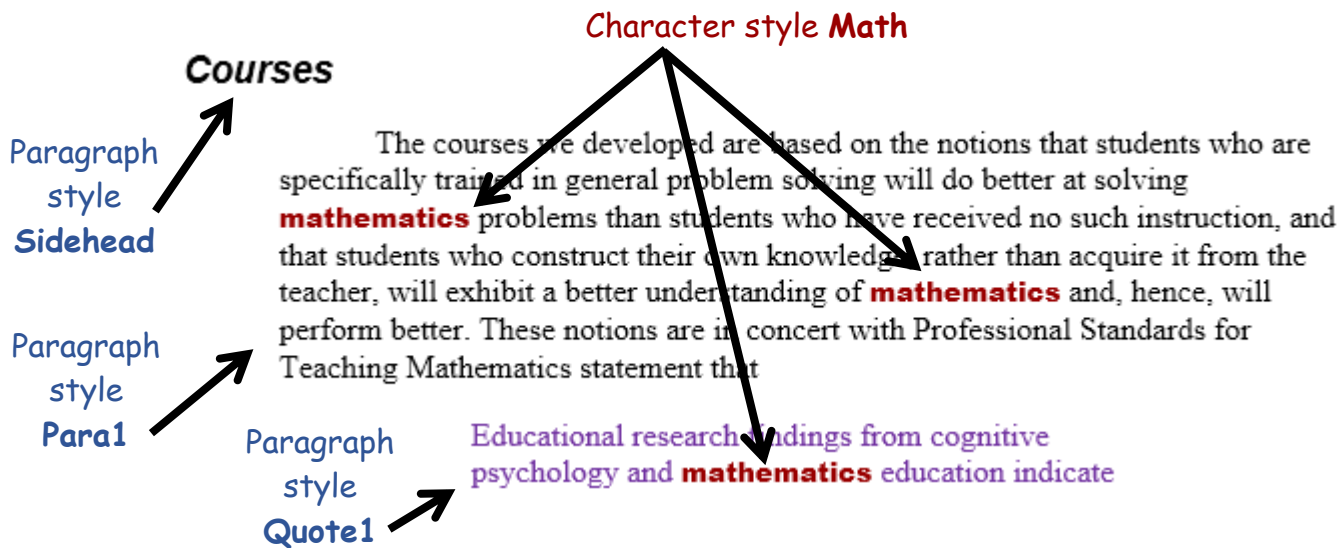 Character style Math
Courses
Paragraph
style
Sidehead
The courses we developed are based on the notions that students who are
specifically trained in general problem solving will do better at solving
mathematics problems than students who have received no such instruction, and
that students who construct their own knowledge, rather than acquire it from the
teacher, will exhibit a better understanding of mathematics and, hence, will
perform better. These notions are in concert with Professional Standards for
Teaching Mathematics statement that
Paragraph
style
Para1
Paragraph
style
Quote1
Educational research findings from cognitive
psychology and mathematics education indicate